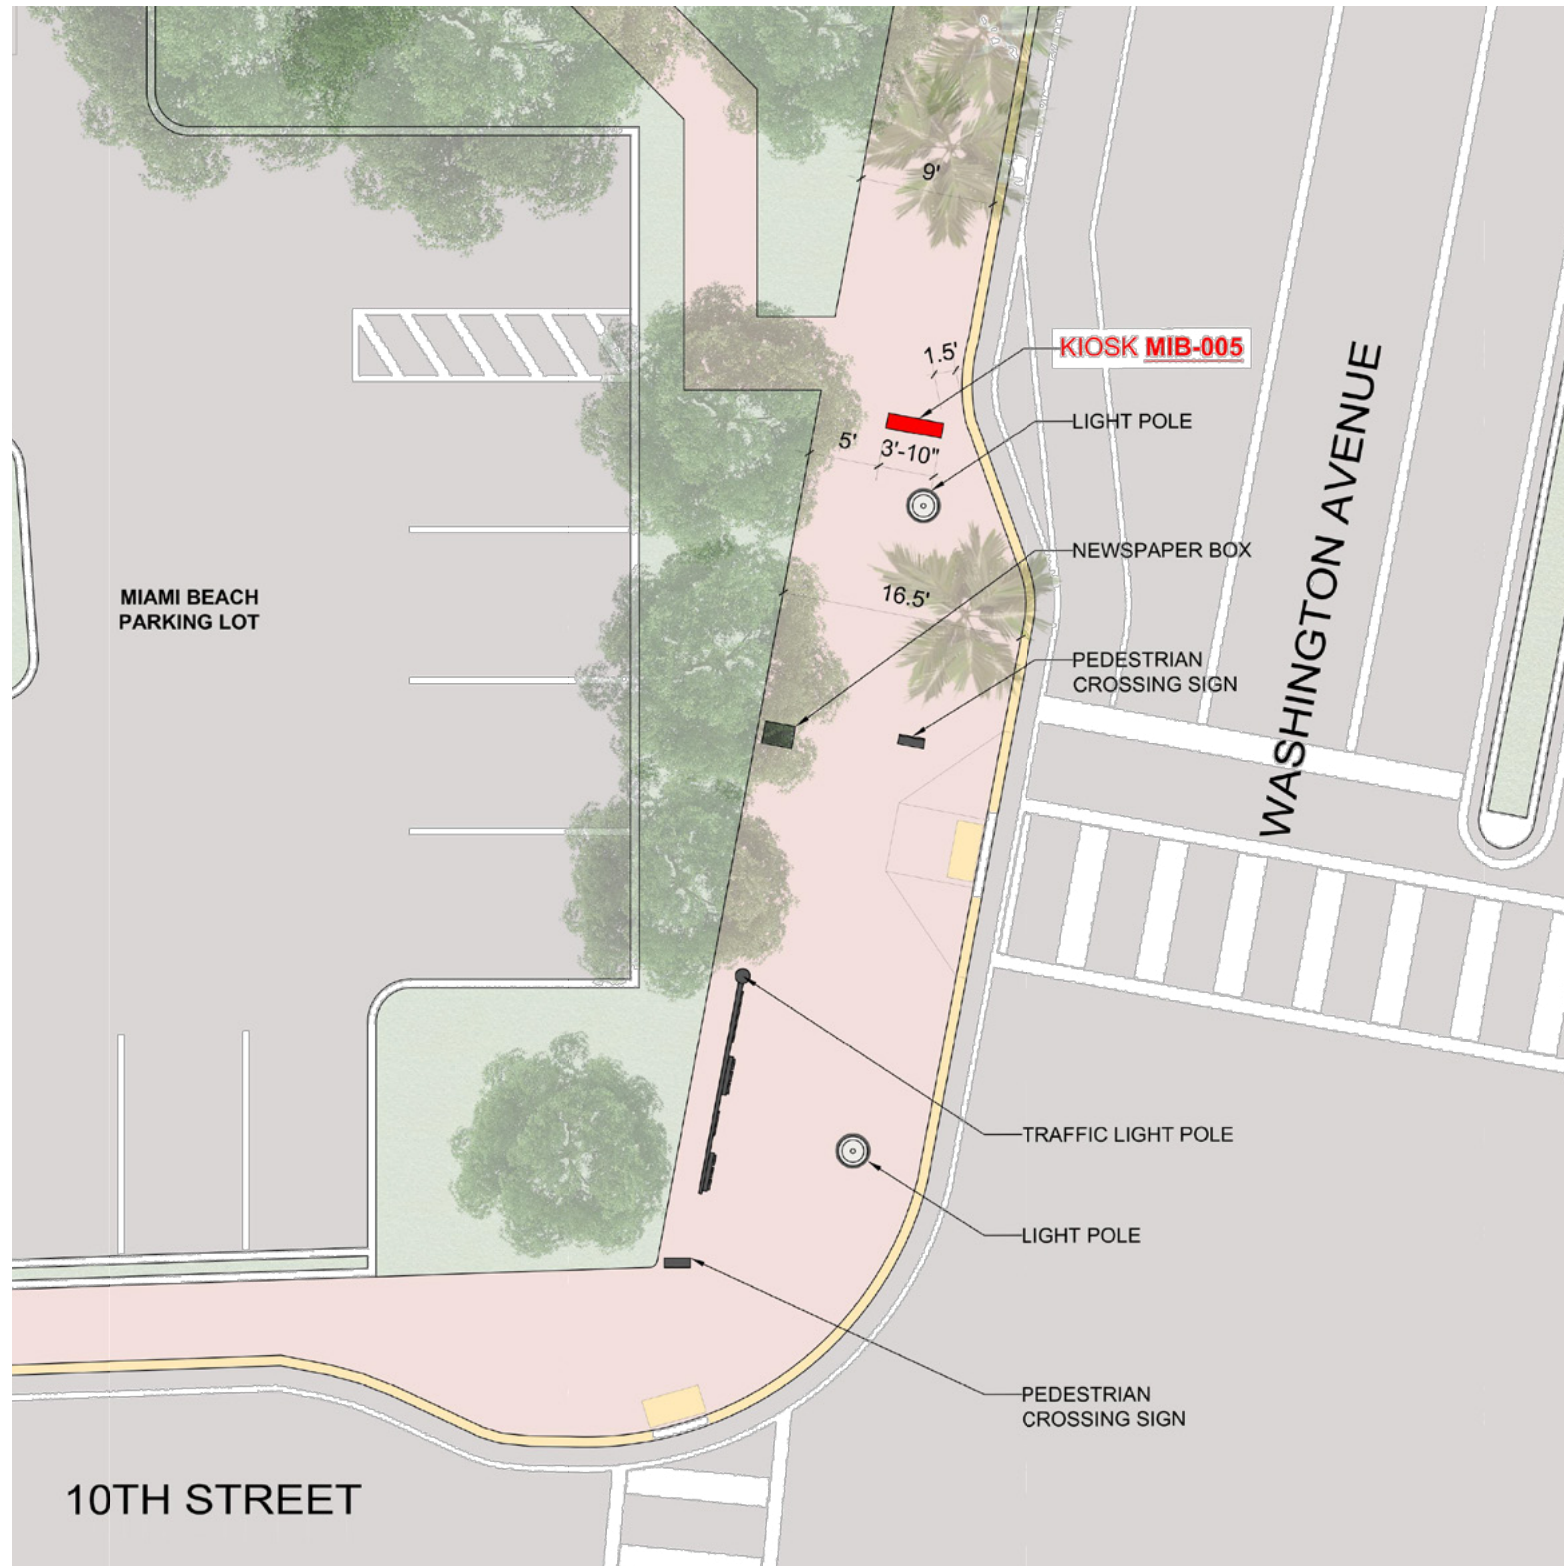 9'
1.5'
KIOSK MIB-005
LIGHT POLE
5'
3'-10"
NEWSPAPER BOX
16.5'
MIAMI BEACH
PARKING LOT
PEDESTRIAN
CROSSING SIGN
WASHINGTON AVENUE
TRAFFIC LIGHT POLE
LIGHT POLE
PEDESTRIAN
CROSSING SIGN
10TH STREET